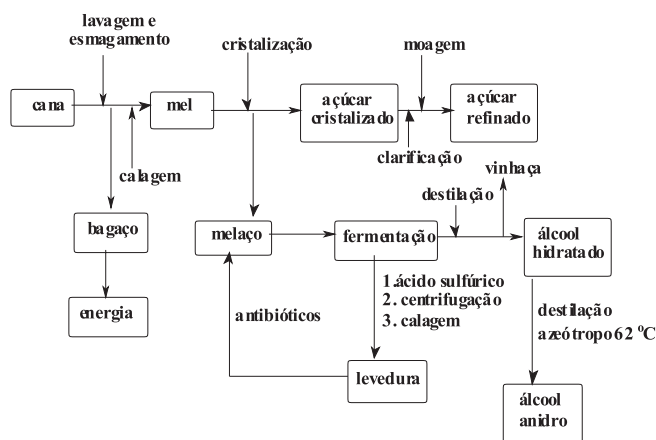 lavagem e
esmagamento
cristalização
moagem
cana
mel
açúcar
cristalizado
açúcar
refinado
calagem
clarificação
vinhaça
destilação
bagaço
melaço
fermentação
álcool
hidratado
energia
antibióticos
1.ácido sulfúrico
2. centrifugação
3. calagem
destilação
azeótropo 62 ºC
levedura
álcool
anidro